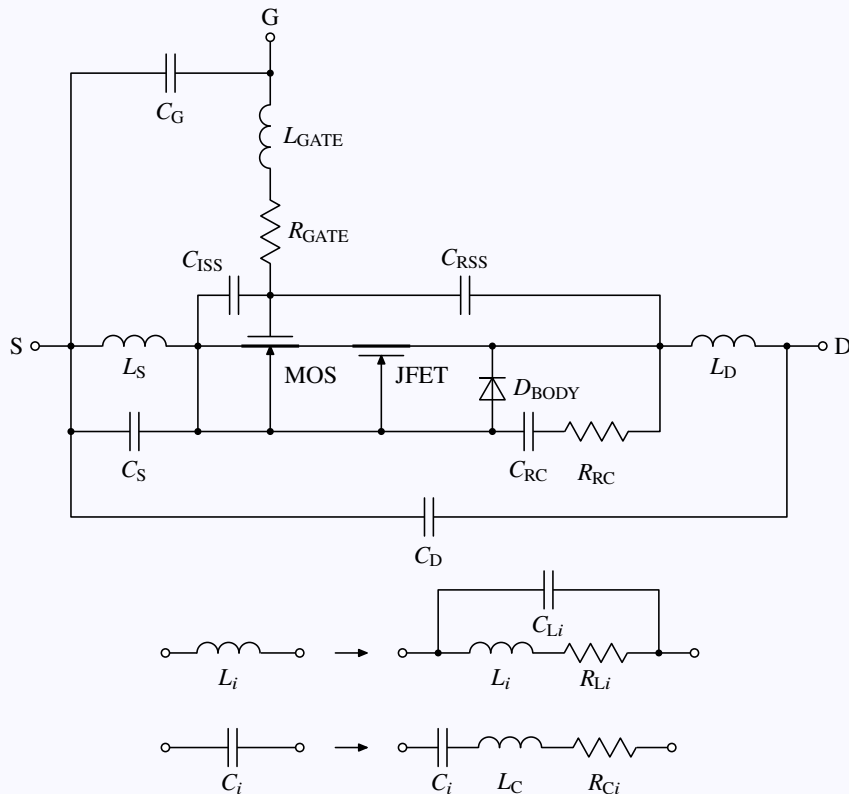 G
C_G
L_GATE
R_GATE
C_ISS
C_RSS
S
D
L_S
MOS
JFET
L_D
D_BODY
C_S
C_RC
R_RC
C_D
C_Li
L_i
L_i
R_Li
C_i
C_i
L_C
R_Ci